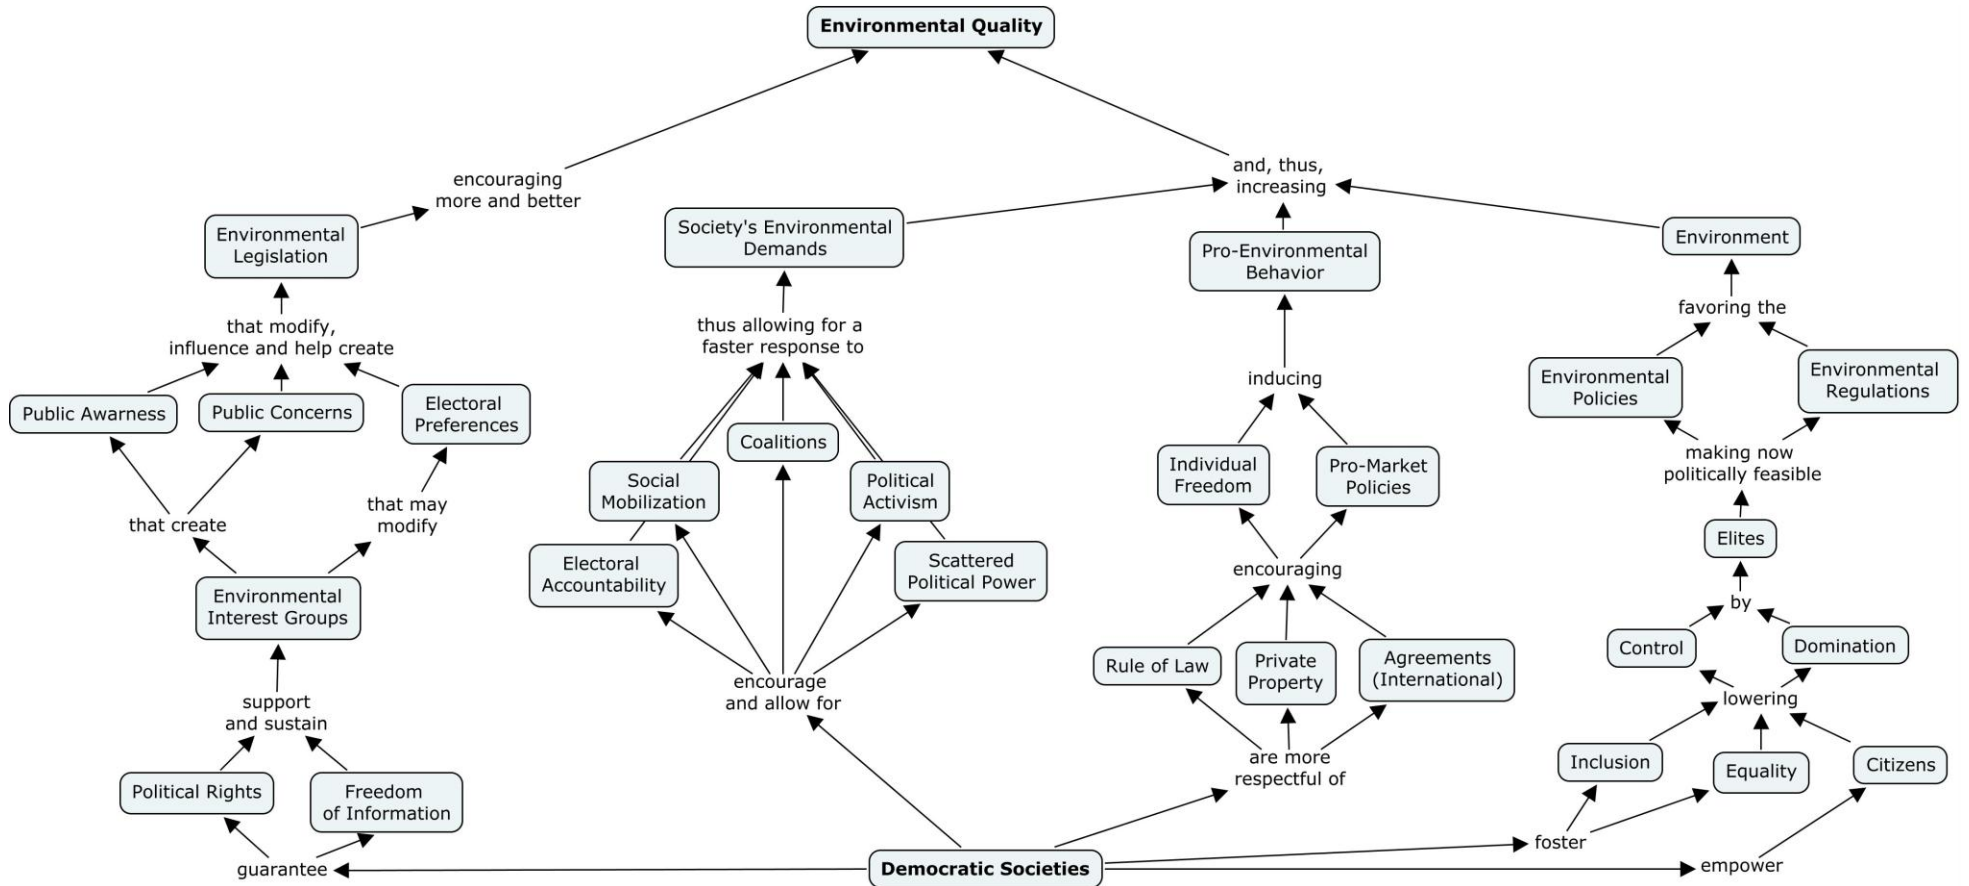 Environmental Quality
and, thus,
increasing
encouraging
more and better
Environmental
Legislation
Society's Environmental
Demands
Pro-Environmental
Behavior
Environment
that modify,
influence and help create
thus allowing for a
faster response to
favoring the
inducing
Public Awarness
Public Concerns
Electoral
Preferences
Environmental
Policies
Environmental
Regulations
Coalitions
Social
Mobilization
Political
Activism
Individual
Freedom
Pro-Market
Policies
making now
politically feasible
that create
that may
modify
Electoral
Accountability
Scattered
Political Power
encouraging
Elites
Environmental
Interest Groups
by
Rule of Law
Private
Property
Agreements
(International)
Control
Domination
support
and sustain
encourage
and allow for
lowering
are more
respectful of
Inclusion
Equality
Citizens
Political Rights
Freedom
of Information
guarantee
Democratic Societies
foster
empower